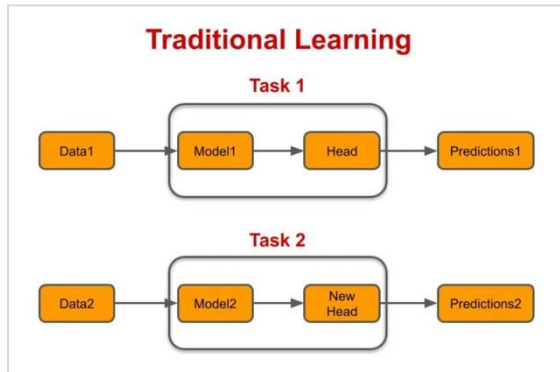 Traditional Learning
Task 1
Data1
Model1
Head
Predictions1
Task 2
Data2
Model2
New
Head
Predictions2